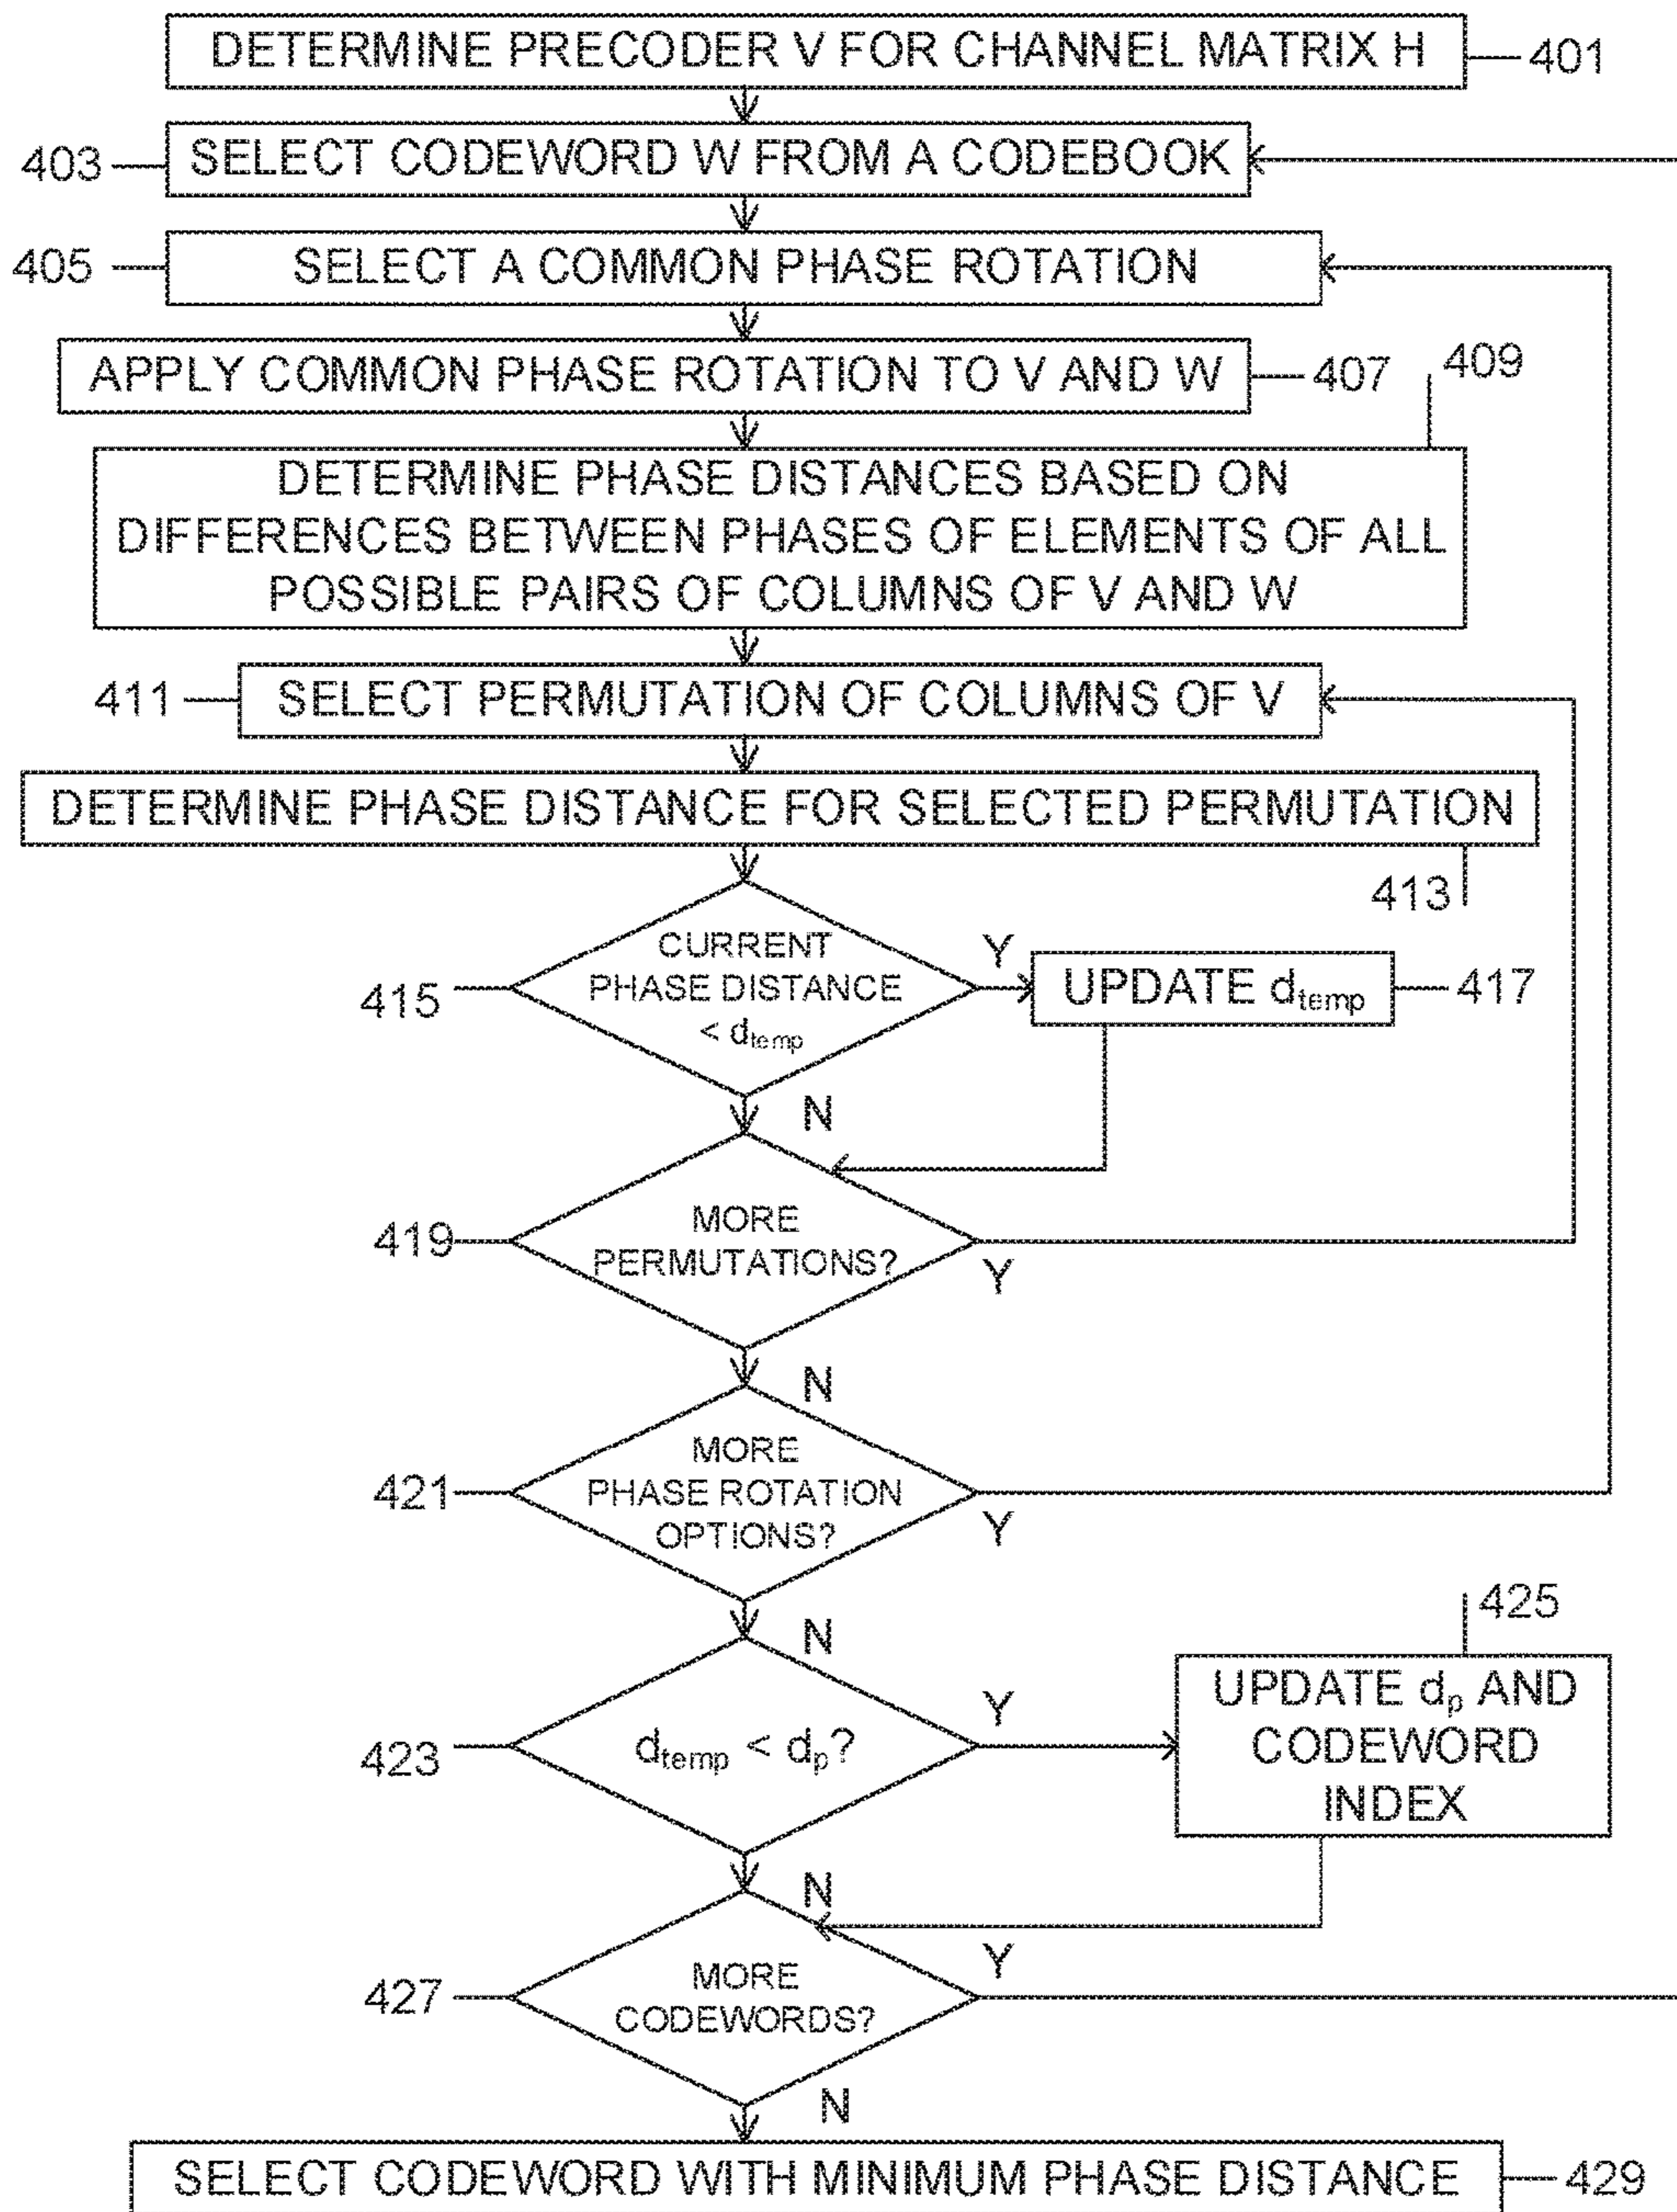 DETERMINE PRECODER V FOR CHANNEL MATRIX H
401
403
SELECT CODEWORD W FROM A CODEBOOK
405
SELECT A COMMON PHASE ROTATION
APPLY COMMON PHASE ROTATION TO V AND W
407
409
DETERMINE PHASE DISTANCES BASED ON
DIFFERENCES BETWEEN PHASES OF ELEMENTS OF ALL
POSSIBLE PAIRS OF COLUMNS OF V AND W
411
SELECT PERMUTATION OF COLUMNS OF V
DETERMINE PHASE DISTANCE FOR SELECTED PERMUTATION
413
415
CURRENT
PHASE DISTANCE
< dtemp
Y
UPDATE dtemp
417
N
419
MORE
PERMUTATIONS?
Y
N
421
MORE
PHASE ROTATION
OPTIONS?
Y
N
423
dtemp < dp?
Y
425
UPDATE dp AND
CODEWORD
INDEX
N
427
MORE
CODEWORDS?
Y
N
SELECT CODEWORD WITH MINIMUM PHASE DISTANCE
429